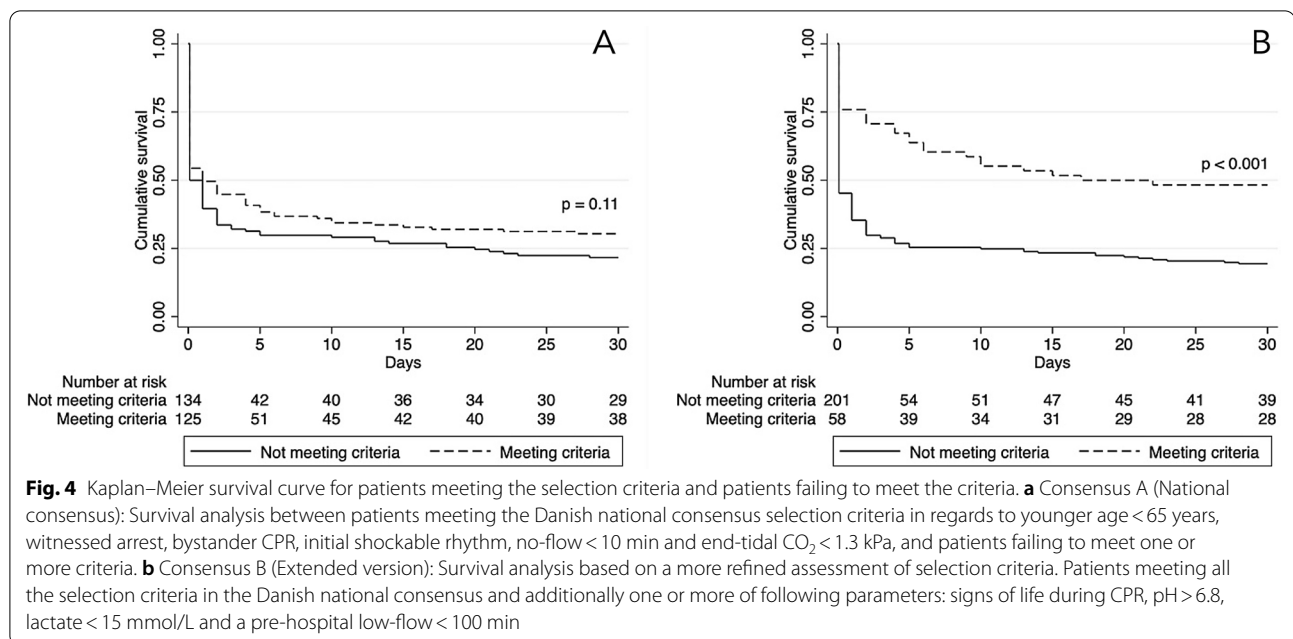 A
Cumulative survival
1.00
0.75
0.50
0.25
0.00
p = 0.11
0 5 10 15 20 25 30
Days
Number at risk
Not meeting criteria 134 42 40 36 34 30 29
Meeting criteria 125 51 45 42 40 39 38
Not meeting criteria Meeting criteria
B
Cumulative survival
1.00
0.75
0.50
0.25
0.00
p < 0.001
0 5 10 15 20 25 30
Days
Number at risk
Not meeting criteria 201 54 51 47 45 41 39
Meeting criteria 58 39 34 31 29 28 28
Not meeting criteria Meeting criteria
Fig. 4 Kaplan–Meier survival curve for patients meeting the selection criteria and patients failing to meet the criteria. a Consensus A (National
consensus): Survival analysis between patients meeting the Danish national consensus selection criteria in regards to younger age < 65 years,
witnessed arrest, bystander CPR, initial shockable rhythm, no-flow < 10 min and end-tidal CO₂ < 1.3 kPa, and patients failing to meet one or
more criteria. b Consensus B (Extended version): Survival analysis based on a more refined assessment of selection criteria. Patients meeting all
the selection criteria in the Danish national consensus and additionally one or more of following parameters: signs of life during CPR, pH > 6.8,
lactate < 15 mmol/L and a pre-hospital low-flow < 100 min